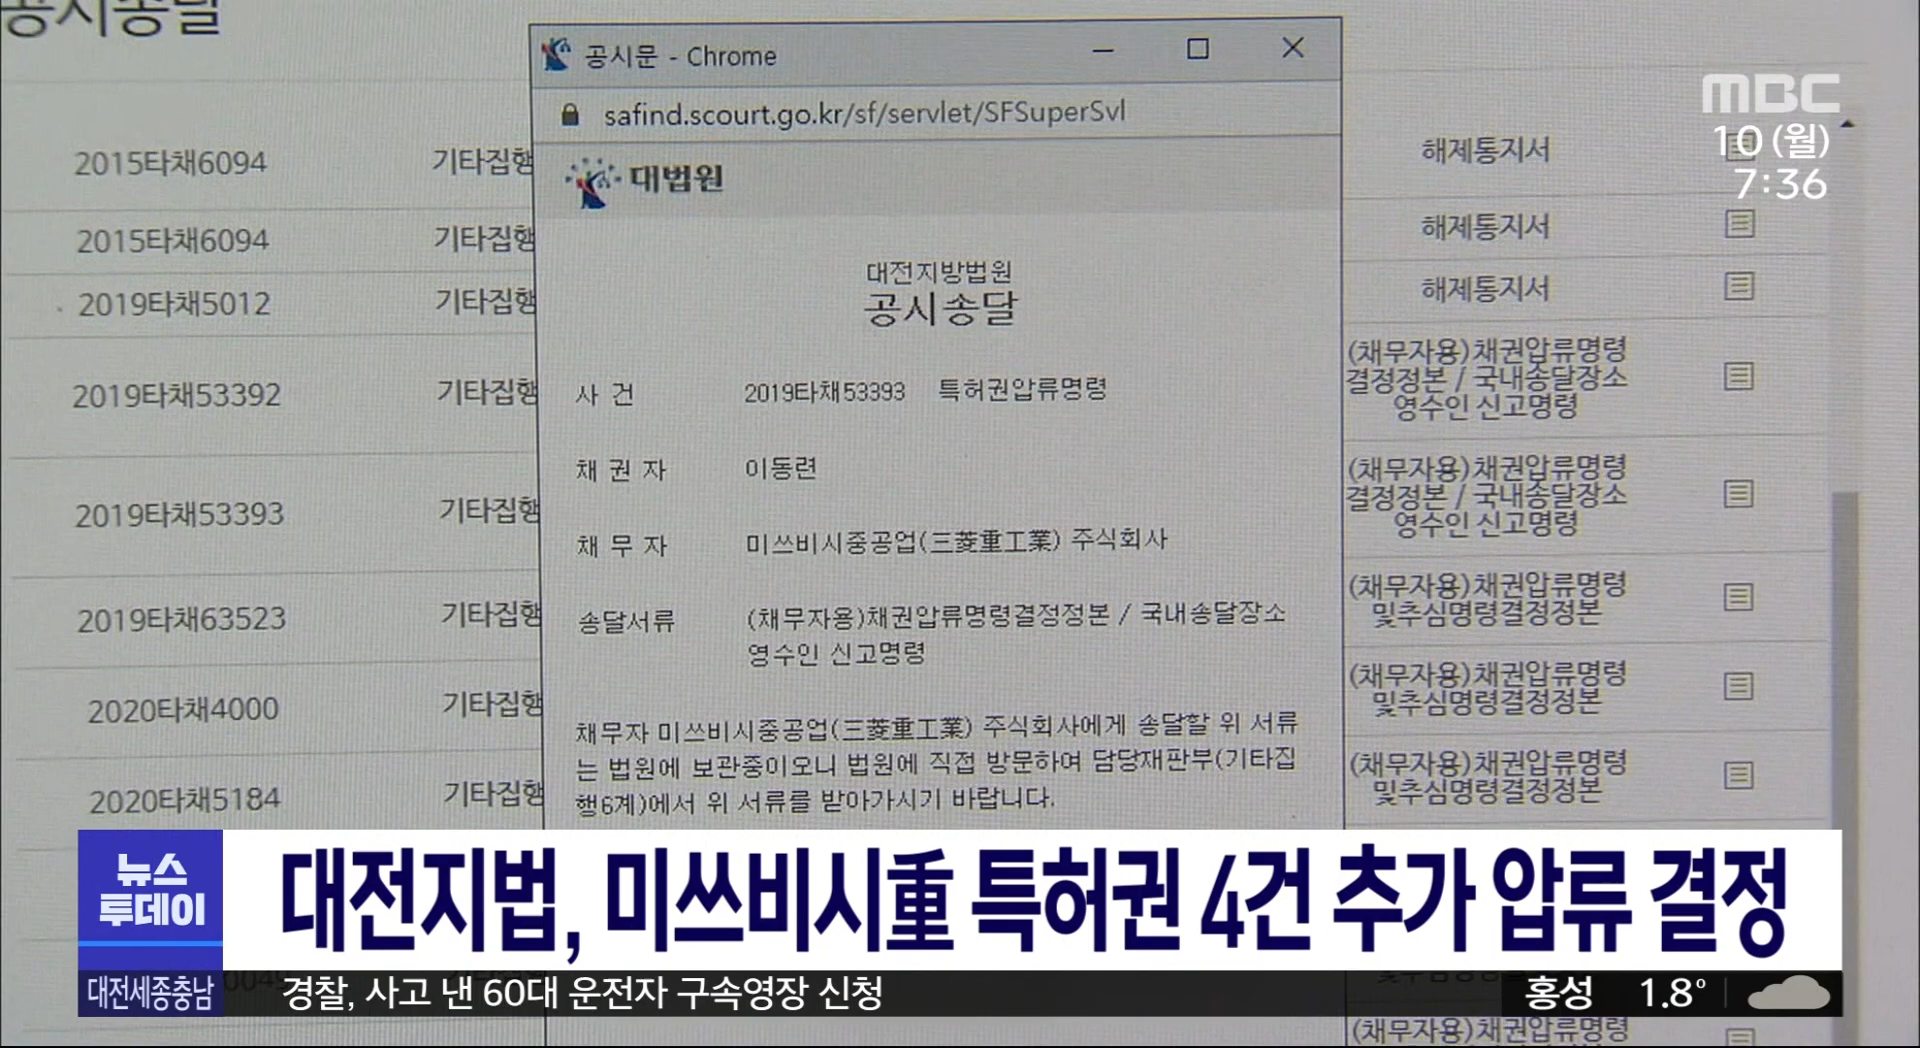 공시송달
공시문 - Chrome
safind.scourt.go.kr/sf/servlet/SFSuperSvl
MBC
10(월)
7:36
대법원
2015타채6094 기타집행 해제통지서
2015타채6094 기타집행 해제통지서
2019타채5012 기타집행 해제통지서
2019타채53392 기타집행 (채무자용)채권압류명령
결정정본 / 국내송달장소
영수인 신고명령
2019타채53393 기타집행 (채무자용)채권압류명령
결정정본 / 국내송달장소
영수인 신고명령
2019타채63523 기타집행 (채무자용)채권압류명령
및추심명령결정정본
2020타채4000 기타집행 (채무자용)채권압류명령
및추심명령결정정본
2020타채5184 기타집행 (채무자용)채권압류명령
및추심명령결정정본
대전지방법원
공시송달
사 건 2019타채53393 특허권압류명령
채 권 자 이동련
채 무 자 미쓰비시중공업(三菱重工業) 주식회사
송달서류 (채무자용)채권압류명령결정정본 / 국내송달장소
영수인 신고명령
채무자 미쓰비시중공업(三菱重工業) 주식회사에게 송달할 위 서류
는 법원에 보관중이오니 법원에 직접 방문하여 담당재판부(기타집
행6계)에서 위 서류를 받아가시기 바랍니다.
뉴스
투데이
대전지법, 미쓰비시重 특허권 4건 추가 압류 결정
대전세종충남
경찰, 사고 낸 60대 운전자 구속영장 신청
홍성 1.8°
(채무자용)채권압류명령